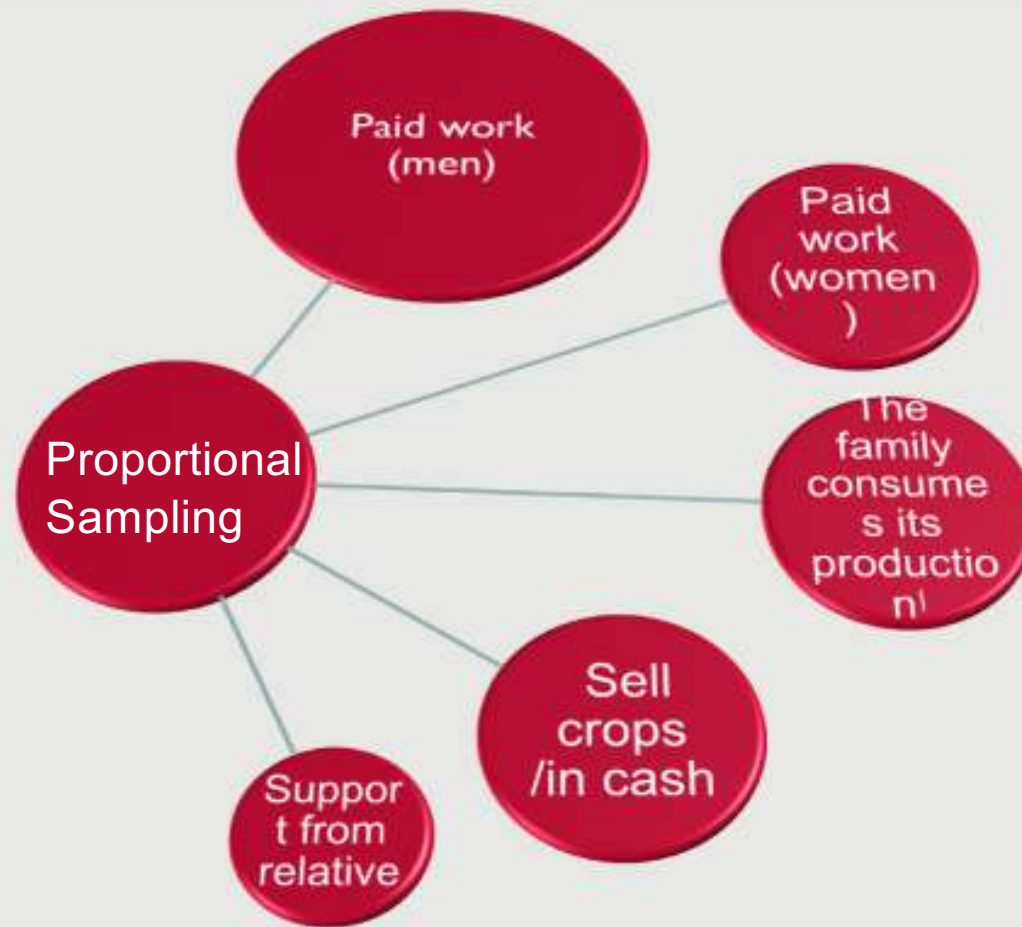 Paid work
(men)
Paid
work
(women
)
The
family
consume
s its
productio
n
Proportional
Sampling
Sell
crops
/in cash
Suppor
t from
relative